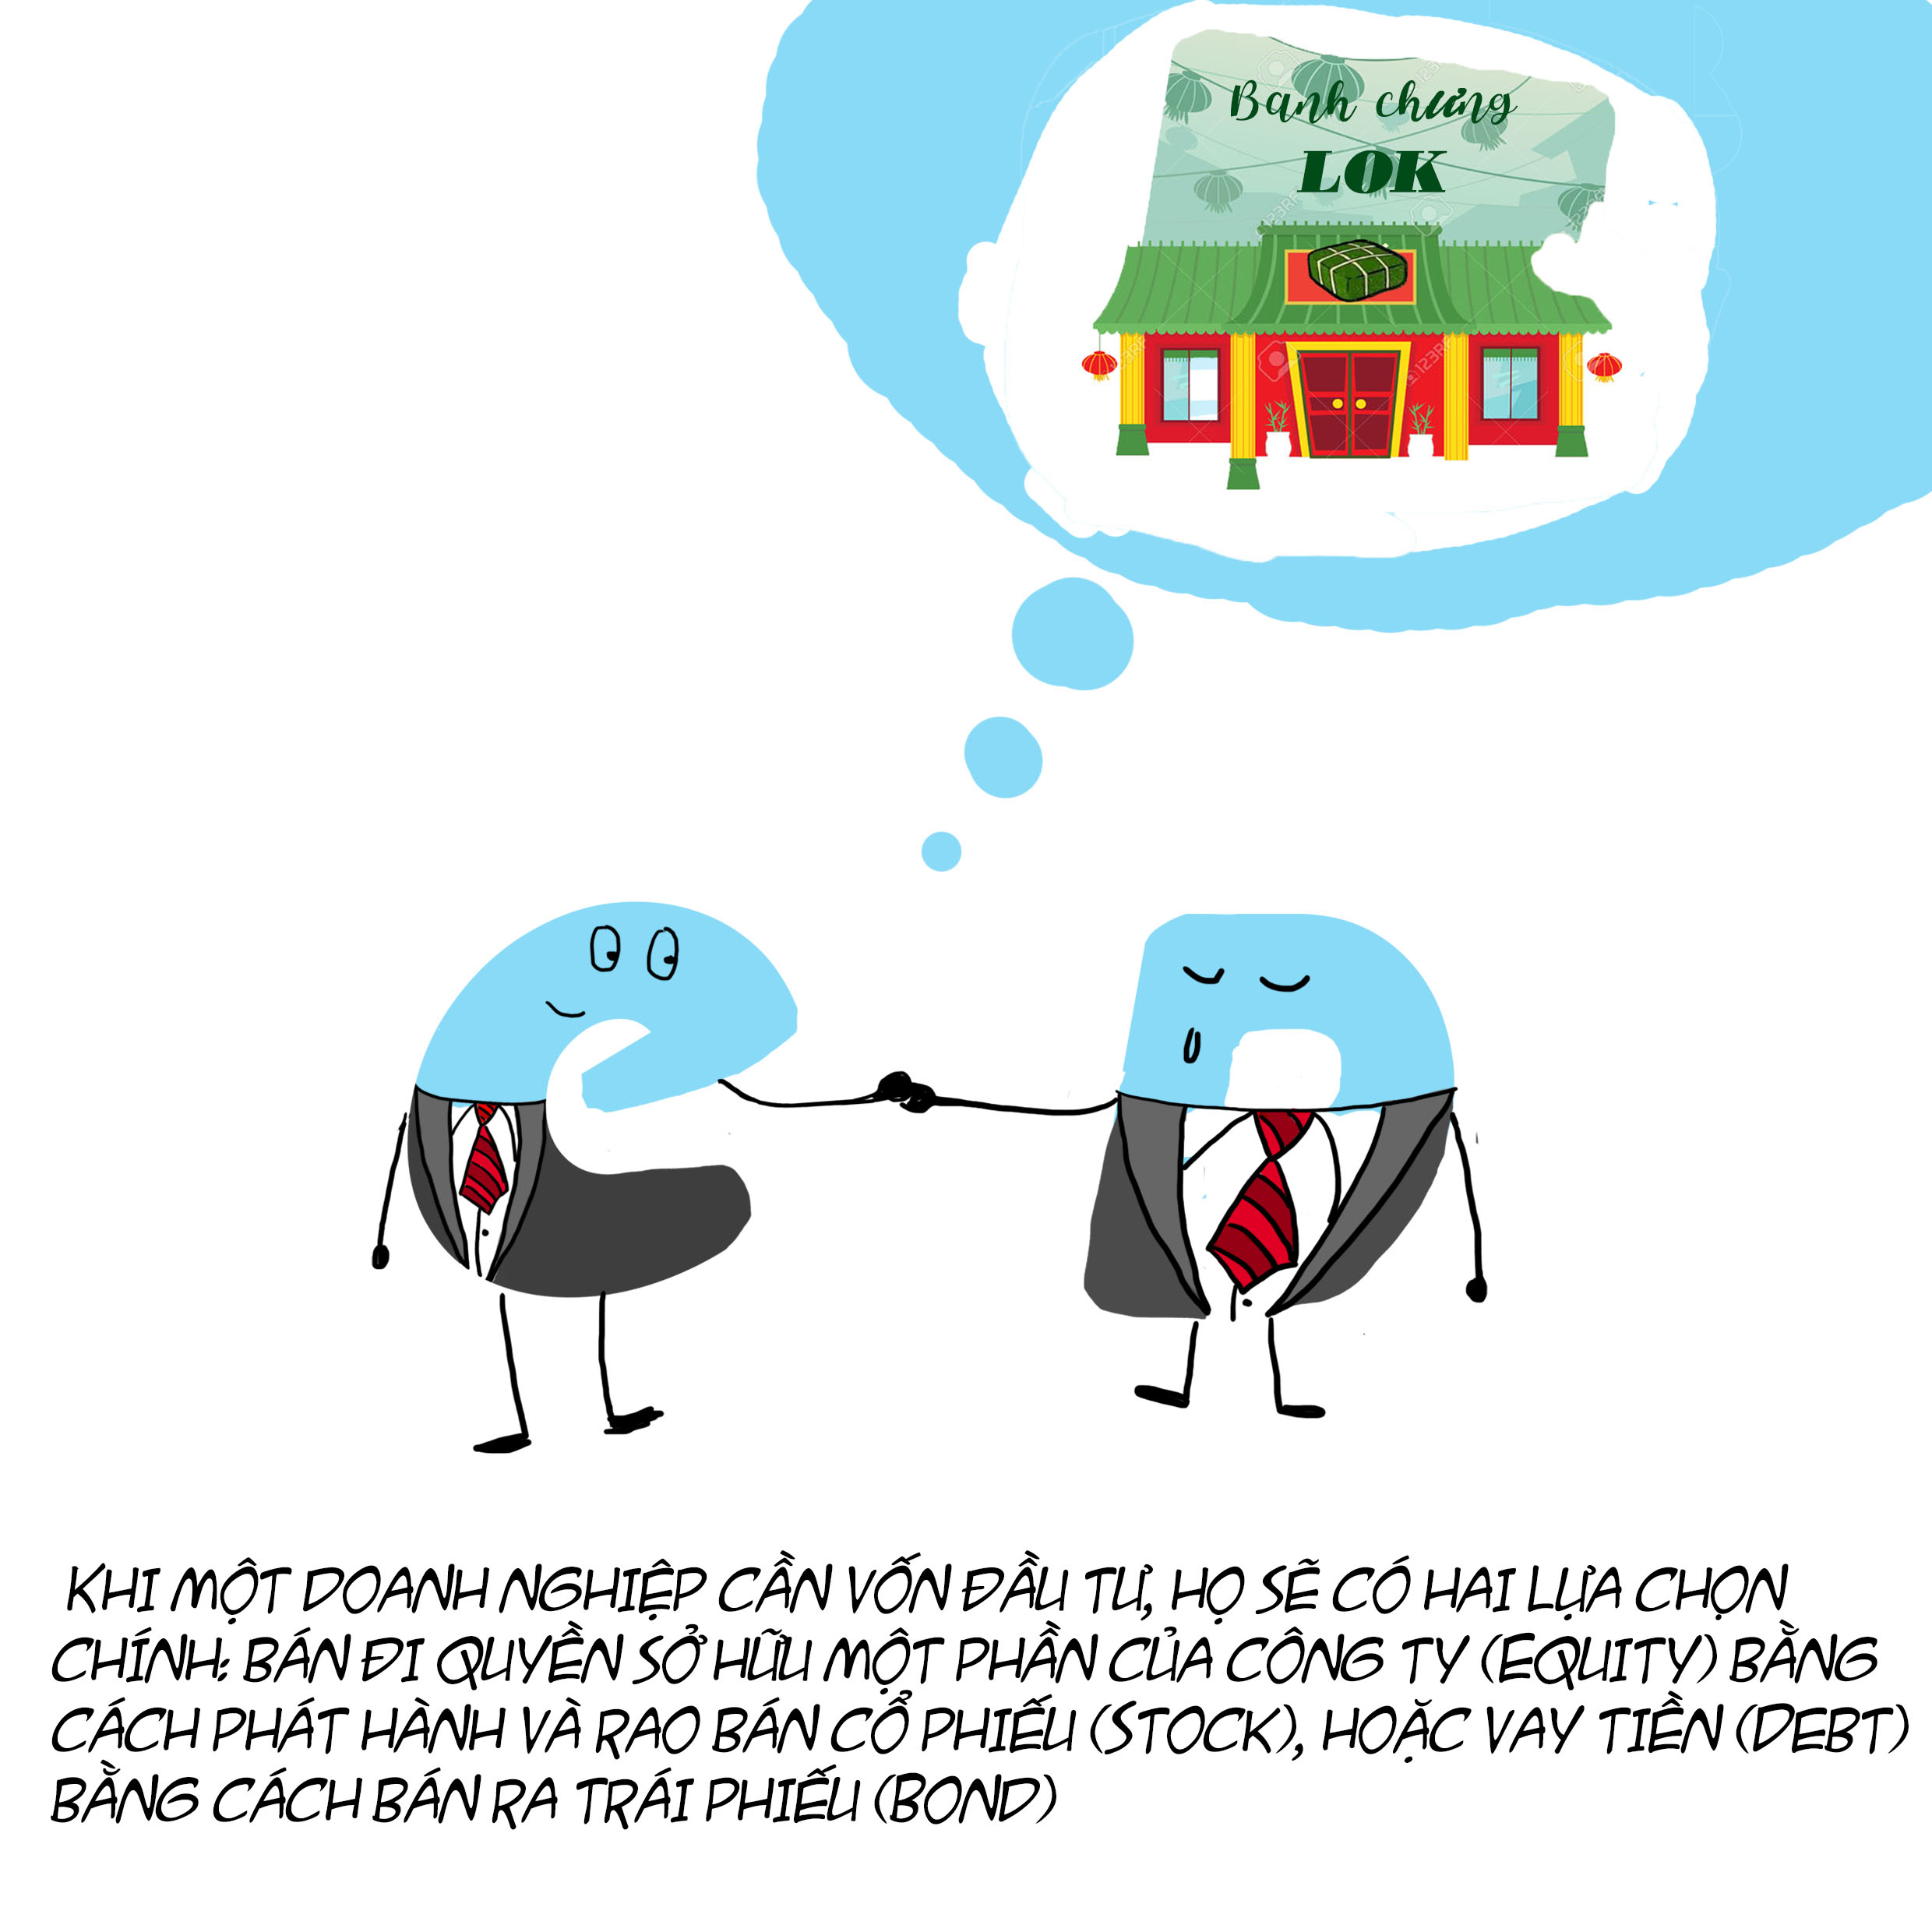 Banh chưng
LOK
KHI MỘT DOANH NGHIỆP CẦN VỐN ĐẦU TƯ, HỌ SẼ CÓ HAI LỰA CHỌN
CHÍNH: BÁN ĐI QUYỀN SỞ HỮU MỘT PHẦN CỦA CÔNG TY (EQUITY) BẰNG
CÁCH PHÁT HÀNH VÀ RAO BÁN CỔ PHIẾU (STOCK), HOẶC VAY TIỀN (DEBT)
BẰNG CÁCH BÁN RA TRÁI PHIẾU (BOND)